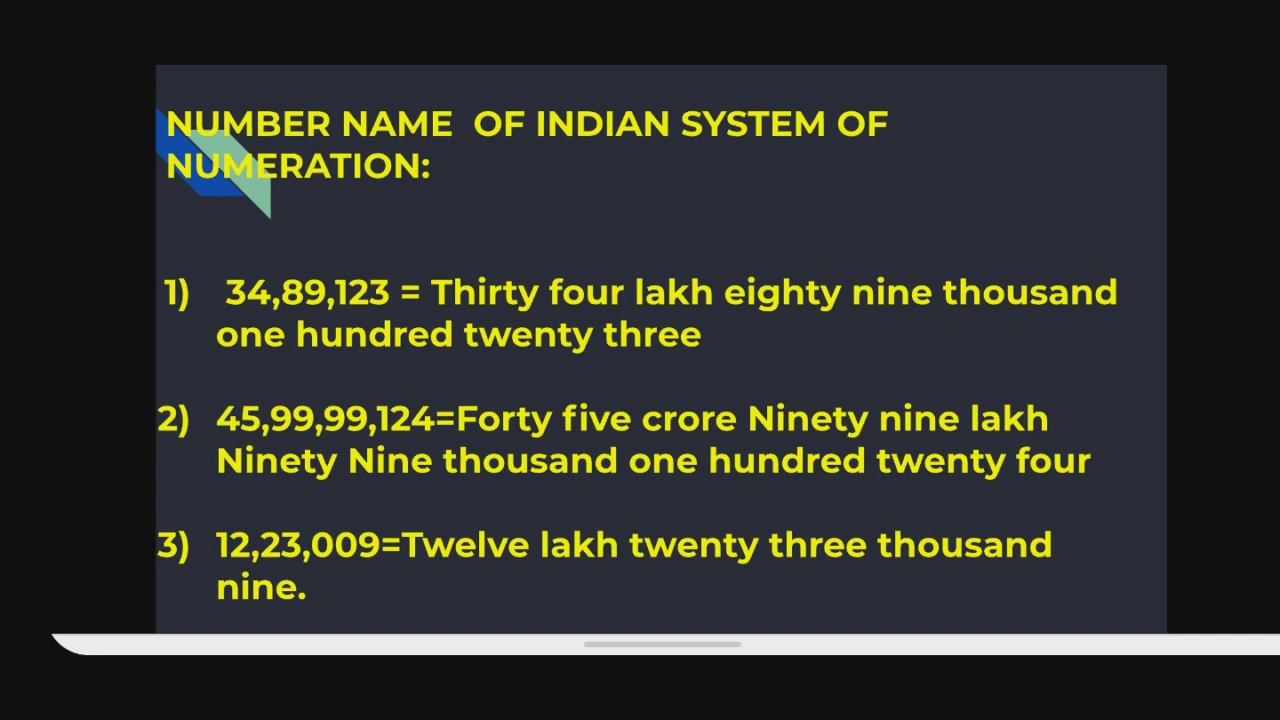 NUMBER NAME  OF INDIAN SYSTEM OF
NUMERATION:
1)  34,89,123 = Thirty four lakh eighty nine thousand
one hundred twenty three
2) 45,99,99,124=Forty five crore Ninety nine lakh
Ninety Nine thousand one hundred twenty four
3) 12,23,009=Twelve lakh twenty three thousand
nine.